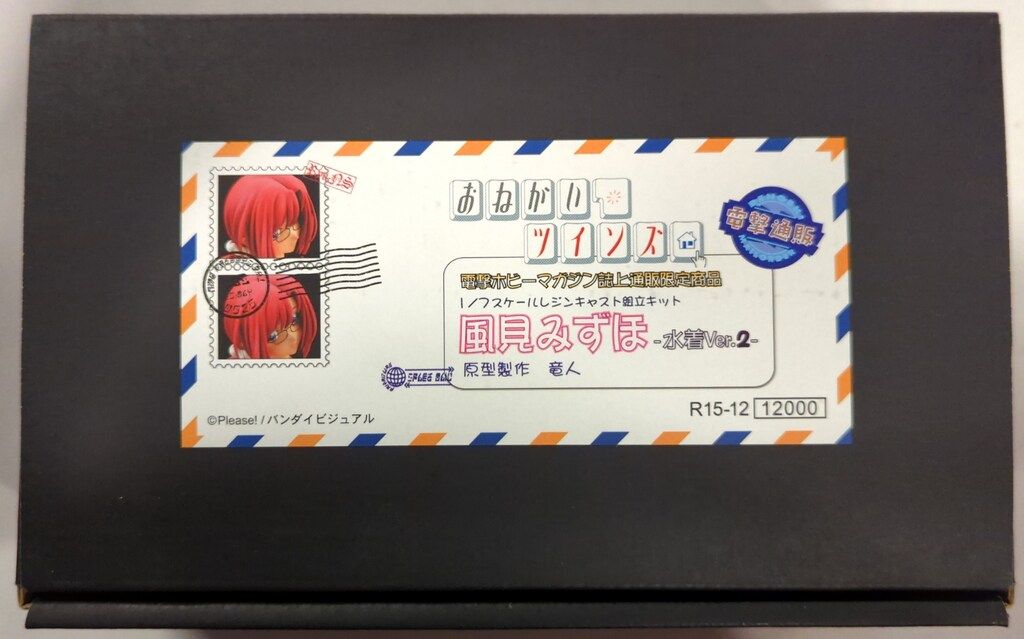 おねがい
ツインズ
電撃通販
電撃ホビーマガジン誌上通販限定商品
1/7スケールレジンキャスト組立キット
風見みずほ -水着Ver.2-
原型製作 竜人
©Please! / バンダイビジュアル
R15-12 12000